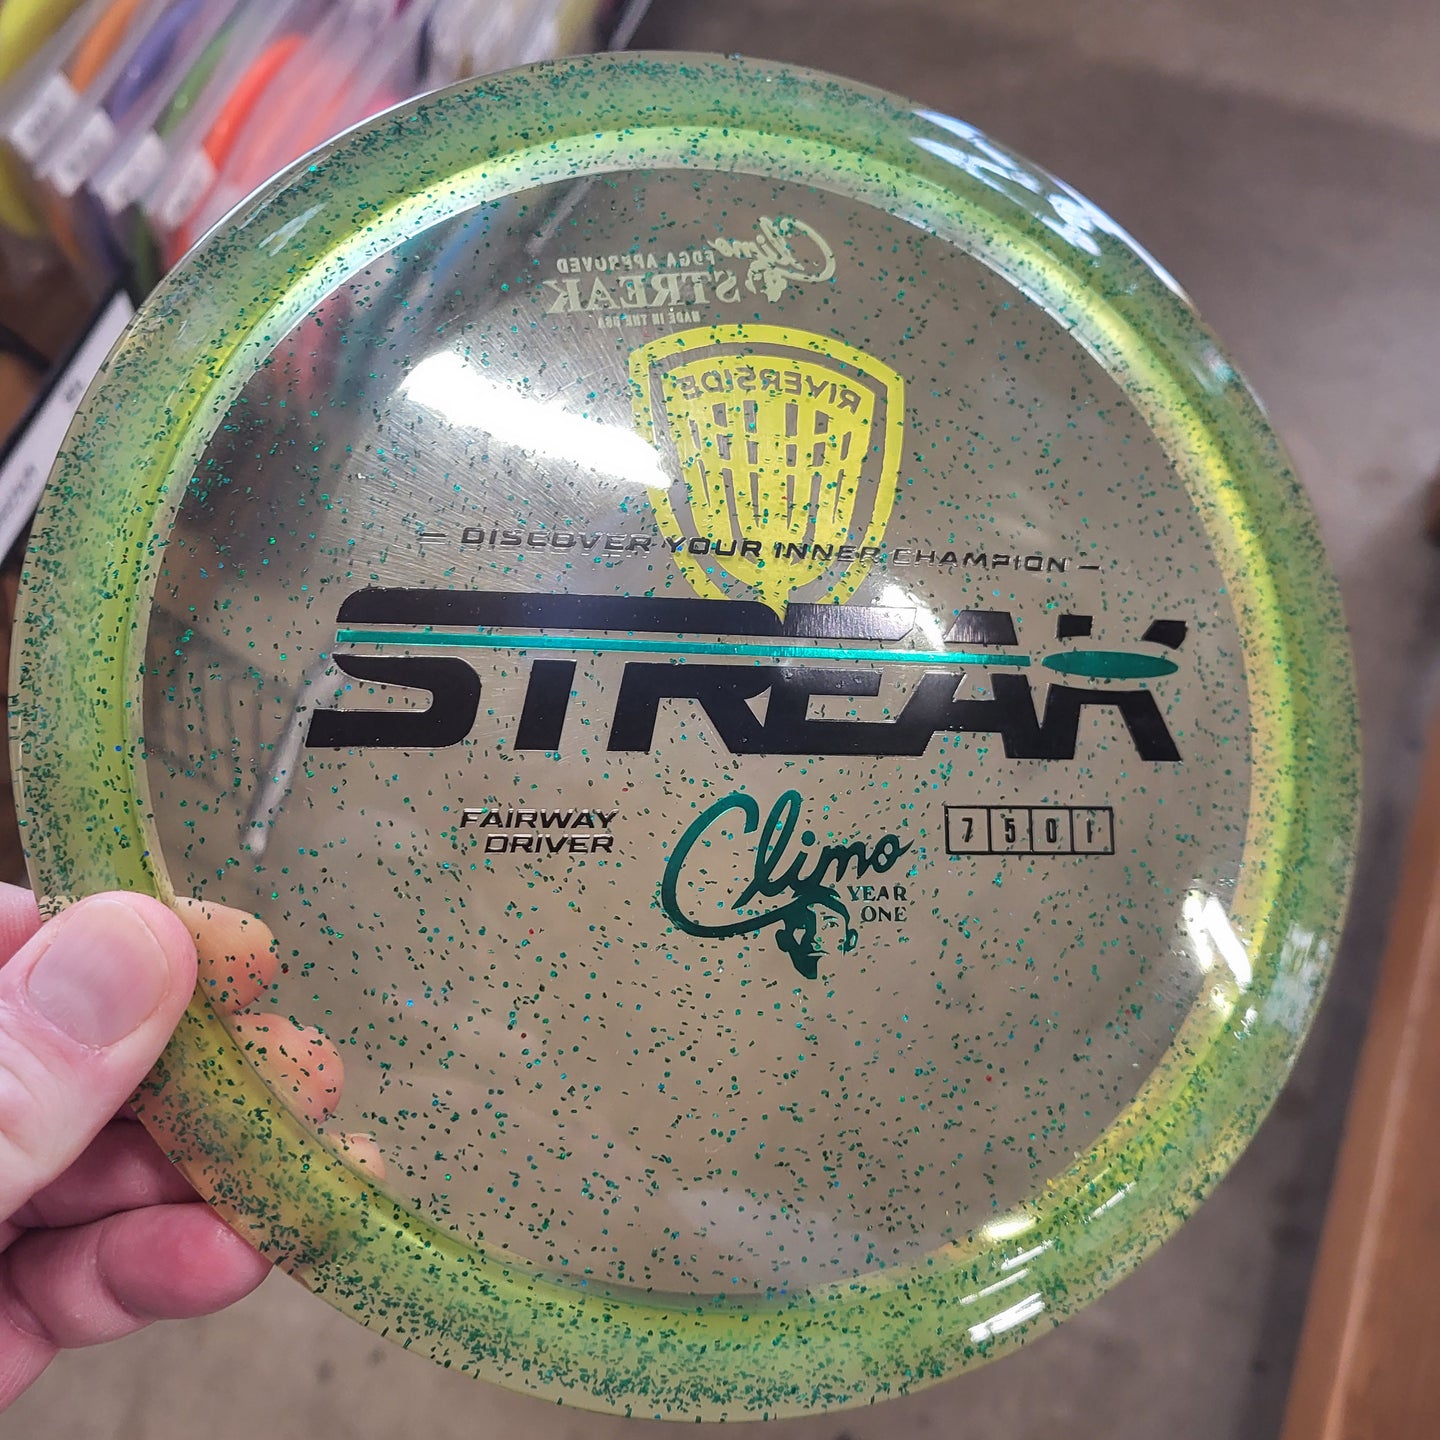 Climo
PDGA APPROVED
STREAK
MADE IN THE USA
RIVERSIDE
— DISCOVER YOUR INNER CHAMPION —
STREAK
FAIRWAY
DRIVER
Climo
YEAR
ONE
7 5 0 1